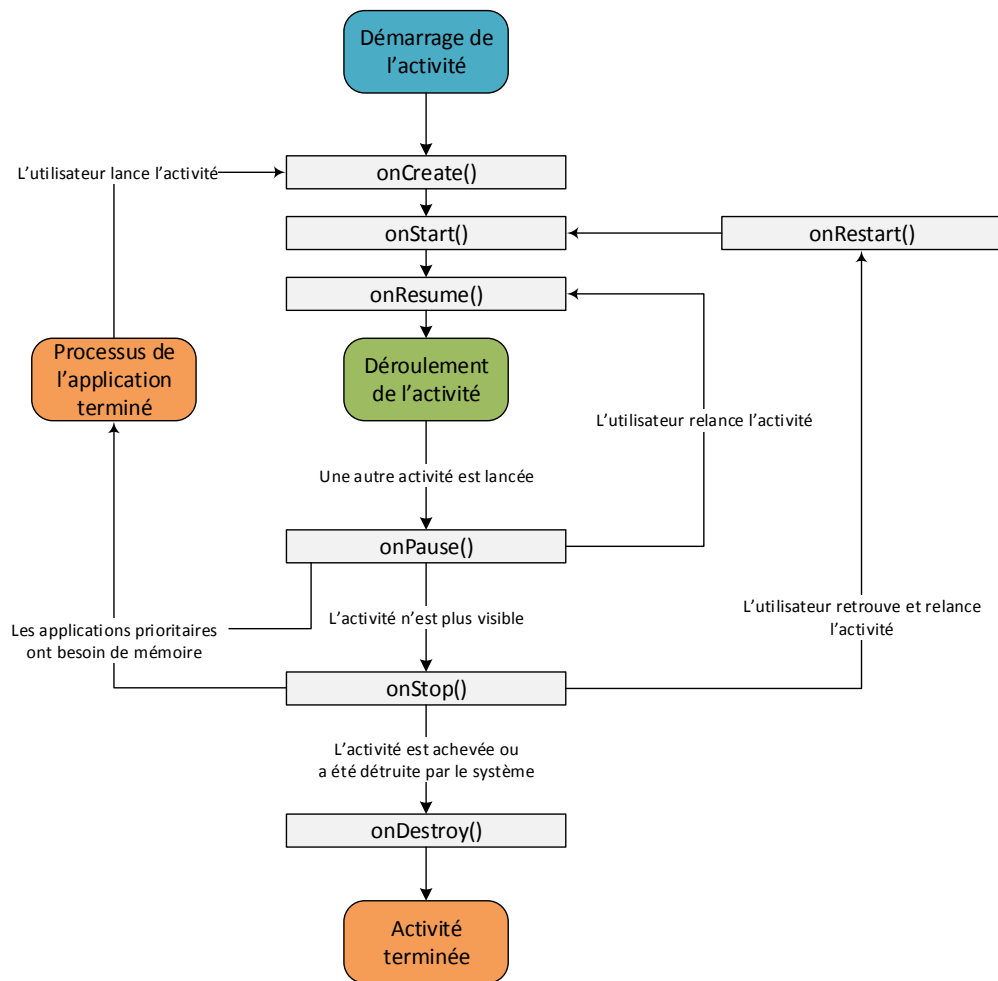 Démarrage de
l'activité
L'utilisateur lance l'activité
onCreate()
onStart()
onRestart()
onResume()
Processus de
l'application
terminé
Déroulement
de l'activité
L'utilisateur relance l'activité
Une autre activité est lancée
onPause()
Les applications prioritaires
ont besoin de mémoire
L'activité n'est plus visible
L'utilisateur retrouve et relance
l'activité
onStop()
L'activité est achevée ou
a été détruite par le système
onDestroy()
Activité
terminée